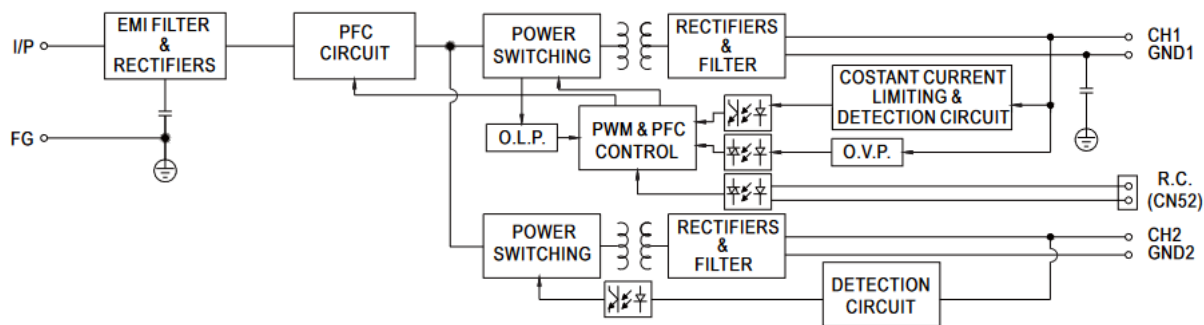 I/P
EMI FILTER
&
RECTIFIERS
PFC
CIRCUIT
POWER
SWITCHING
RECTIFIERS
&
FILTER
CH1
GND1
COSTANT CURRENT
LIMITING &
DETECTION CIRCUIT
FG
O.L.P.
PWM & PFC
CONTROL
O.V.P.
R.C.
(CN52)
POWER
SWITCHING
RECTIFIERS
&
FILTER
CH2
GND2
DETECTION
CIRCUIT